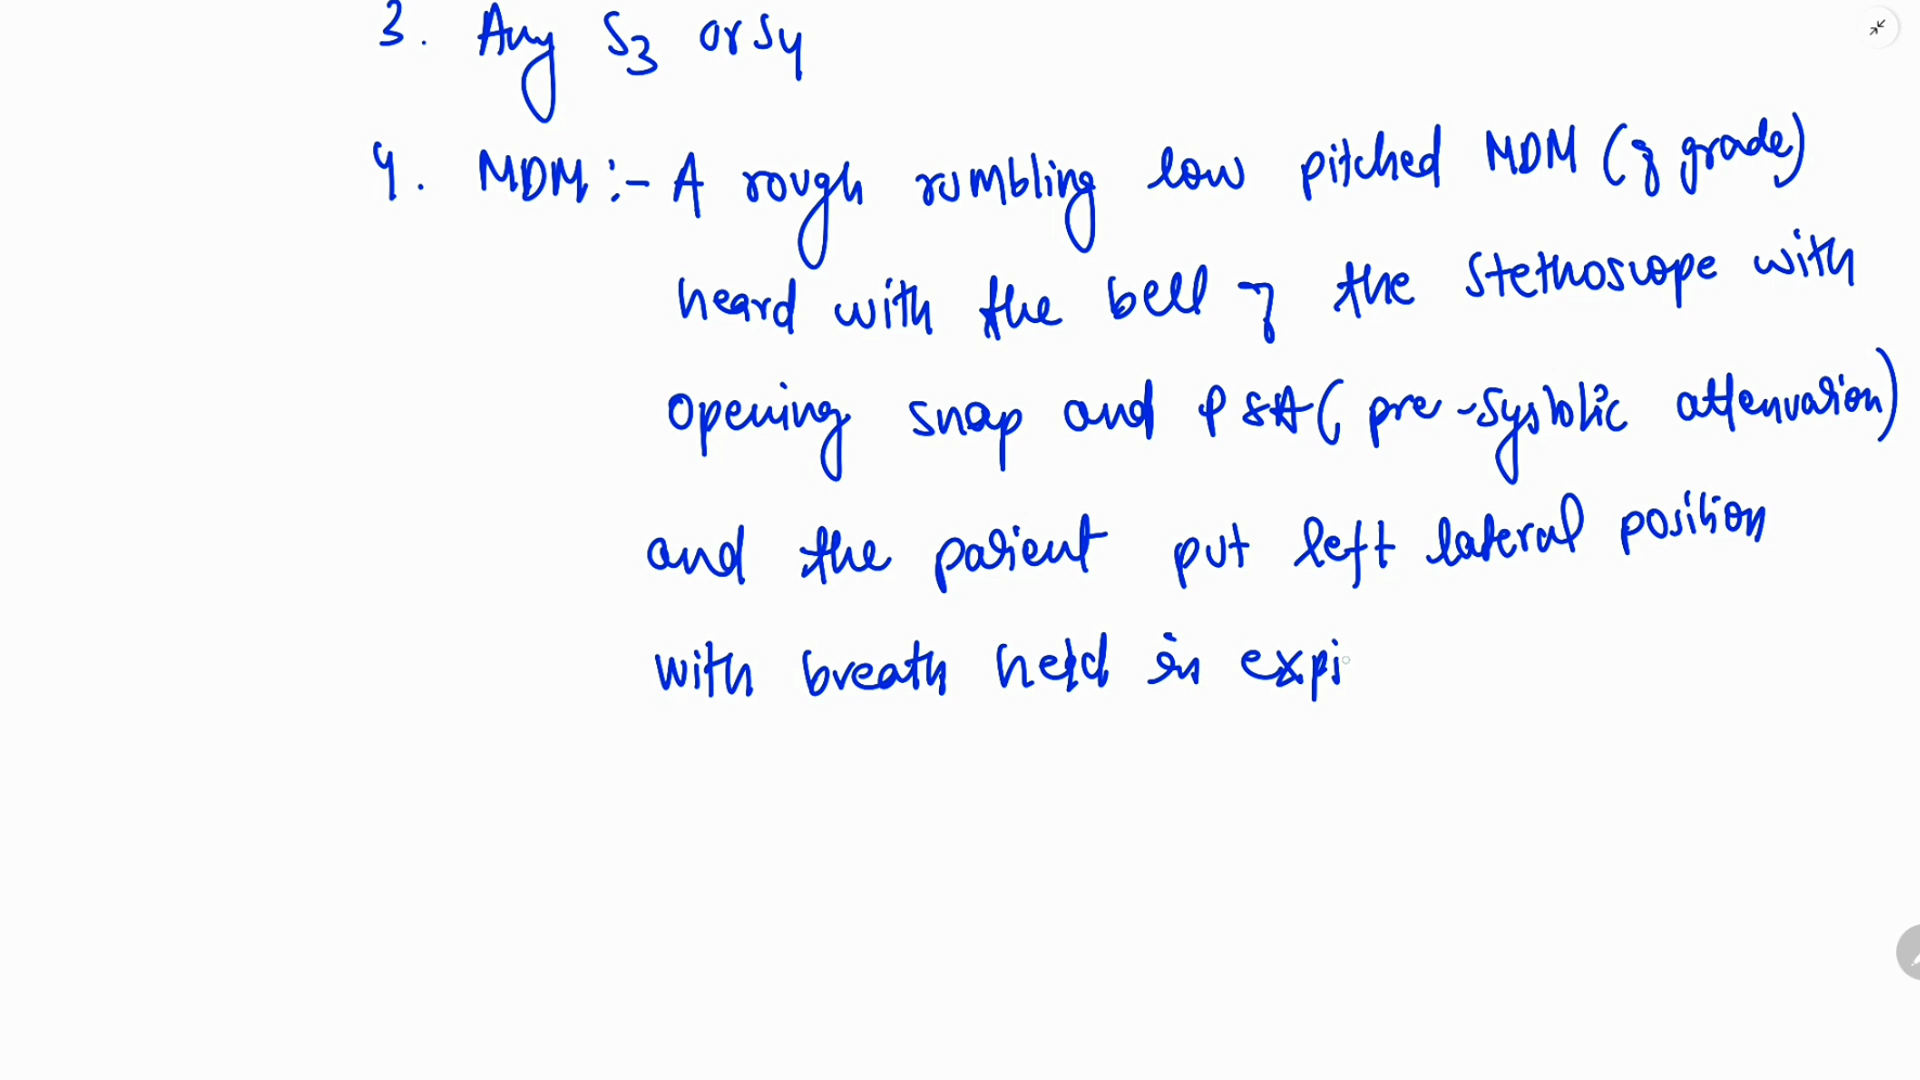 3. Any S3 or S4
4. MDM :- A rough rumbling low pitched MDM (of grade)
heard with the bell of the stethoscope with
opening snap and PSA (pre-systolic attenuation)
and the patient put left lateral position
with breath held in expi